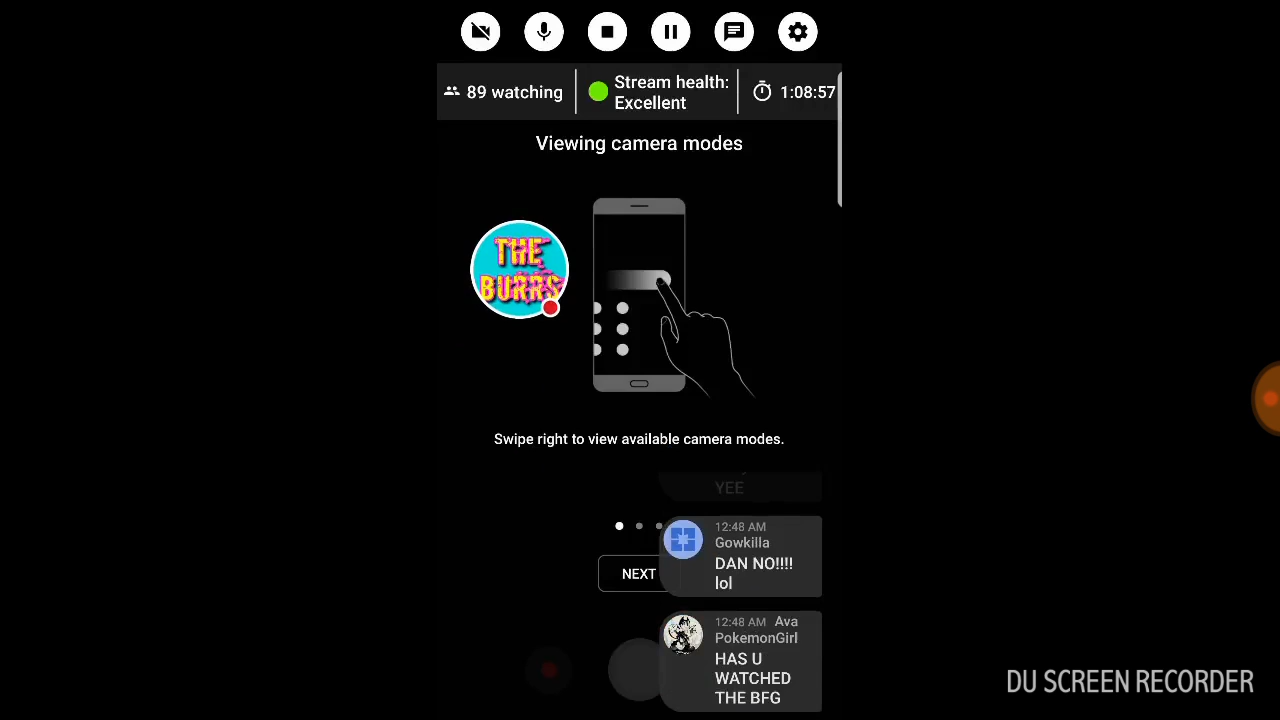 89 watching
Stream health:
Excellent
1:08:57
Viewing camera modes
THE
BURRS
Swipe right to view available camera modes.
YEE
12:48 AM
Gowkilla
DAN NO!!!!
lol
NEXT
12:48 AM Ava
PokemonGirl
HAS U
WATCHED
THE BFG
DU SCREEN RECORDER